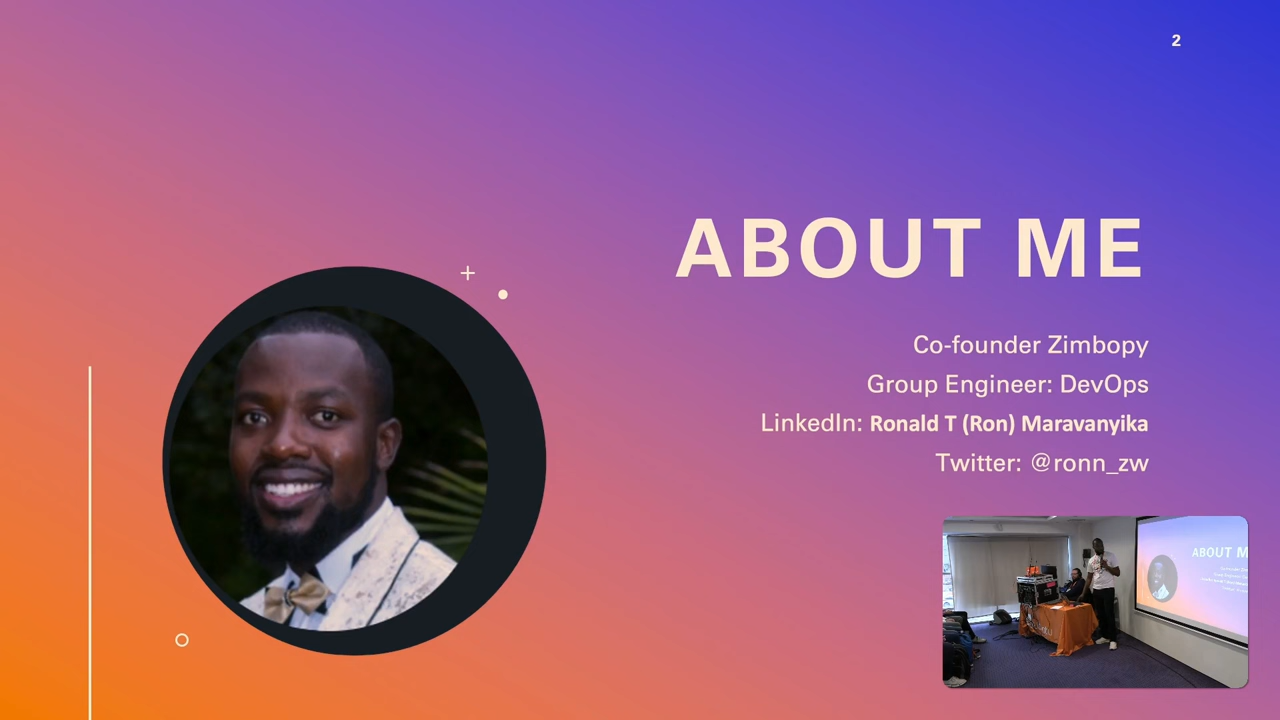 2
ABOUT ME
Co-founder Zimbopy
Group Engineer: DevOps
LinkedIn: Ronald T (Ron) Maravanyika
Twitter: @ronn_zw
ABOUT M